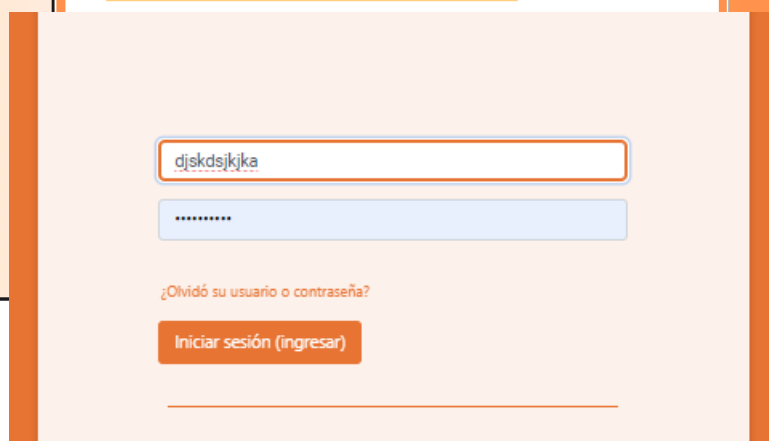 djskdsjkjka
••••••••••
¿Olvidó su usuario o contraseña?
Iniciar sesión (ingresar)